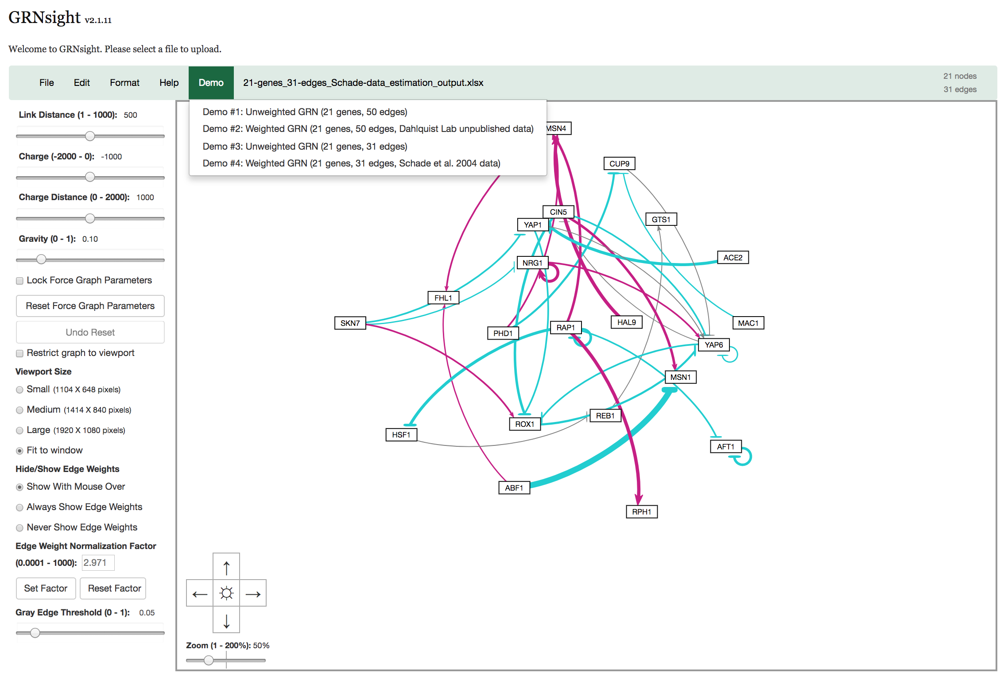 GRNsight v2.1.11
Welcome to GRNsight. Please select a file to upload.
File Edit Format Help Demo 21-genes_31-edges_Schade-data_estimation_output.xlsx
21 nodes
31 edges
Demo #1: Unweighted GRN (21 genes, 50 edges)
Demo #2: Weighted GRN (21 genes, 50 edges, Dahlquist Lab unpublished data)
Demo #3: Unweighted GRN (21 genes, 31 edges)
Demo #4: Weighted GRN (21 genes, 31 edges, Schade et al. 2004 data)
Link Distance (1 - 1000): 500
Charge (-2000 - 0): -1000
Charge Distance (0 - 2000): 1000
Gravity (0 - 1): 0.10
Lock Force Graph Parameters
Reset Force Graph Parameters
Undo Reset
Restrict graph to viewport
Viewport Size
Small (1104 X 648 pixels)
Medium (1414 X 840 pixels)
Large (1920 X 1080 pixels)
Fit to window
Hide/Show Edge Weights
Show With Mouse Over
Always Show Edge Weights
Never Show Edge Weights
Edge Weight Normalization Factor
(0.0001 - 1000): 2.971
Set Factor Reset Factor
Gray Edge Threshold (0 - 1): 0.05
MSN4
CUP9
CIN5
GTS1
YAP1
ACE2
NRG1
FHL1
SKN7
HAL9
MAC1
RAP1
PHD1
YAP6
MSN1
REB1
ROX1
HSF1
AFT1
ABF1
RPH1
↑
← →
↓
Zoom (1 - 200%): 50%